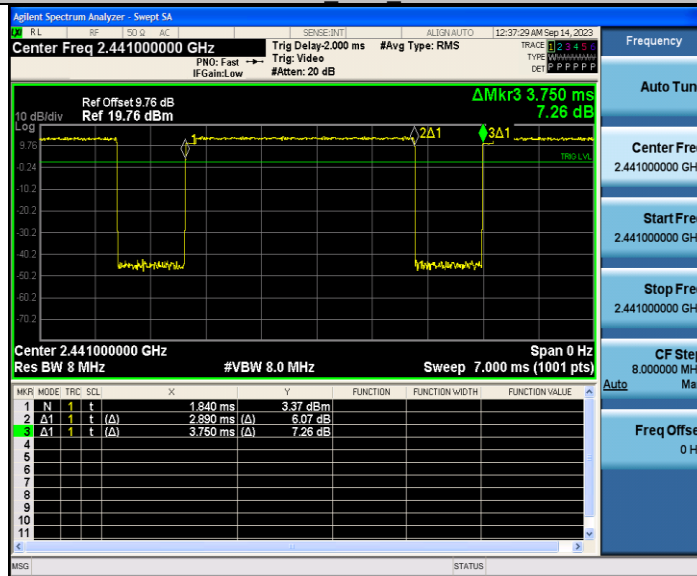 Agilent Spectrum Analyzer - Swept SA
RL RF 50 Ω AC SENSE:INT ALIGN AUTO 12:37:29 AM Sep 14, 2023
Center Freq 2.441000000 GHz
PNO: Fast
IFGain:Low
Trig Delay-2.000 ms
Trig: Video
#Atten: 20 dB
#Avg Type: RMS
TRACE 1 2 3 4 5 6
TYPE
DET P P P P P P
Frequency
ΔMkr3 3.750 ms
7.26 dB
Ref Offset 9.76 dB
Ref 19.76 dBm
10 dB/div
Log
9.76
-0.24
-10.2
-20.2
-30.2
-40.2
-50.2
-60.2
-70.2
1
2Δ1
3Δ1
TRIG LVL
Center 2.441000000 GHz
Res BW 8 MHz
#VBW 8.0 MHz
Span 0 Hz
Sweep 7.000 ms (1001 pts)
MKR MODE TRC SCL X Y FUNCTION FUNCTION WIDTH FUNCTION VALUE
1 N 1 t 1.840 ms 3.37 dBm
2 Δ1 1 t (Δ) 2.890 ms (Δ) 6.07 dB
3 Δ1 1 t (Δ) 3.750 ms (Δ) 7.26 dB
4
5
6
7
8
9
10
11
MSG STATUS
Auto Tun
Center Fre
2.441000000 GH
Start Fre
2.441000000 GH
Stop Fre
2.441000000 GH
CF Step
8.000000 MH
Auto Ma
Freq Offse
0 H